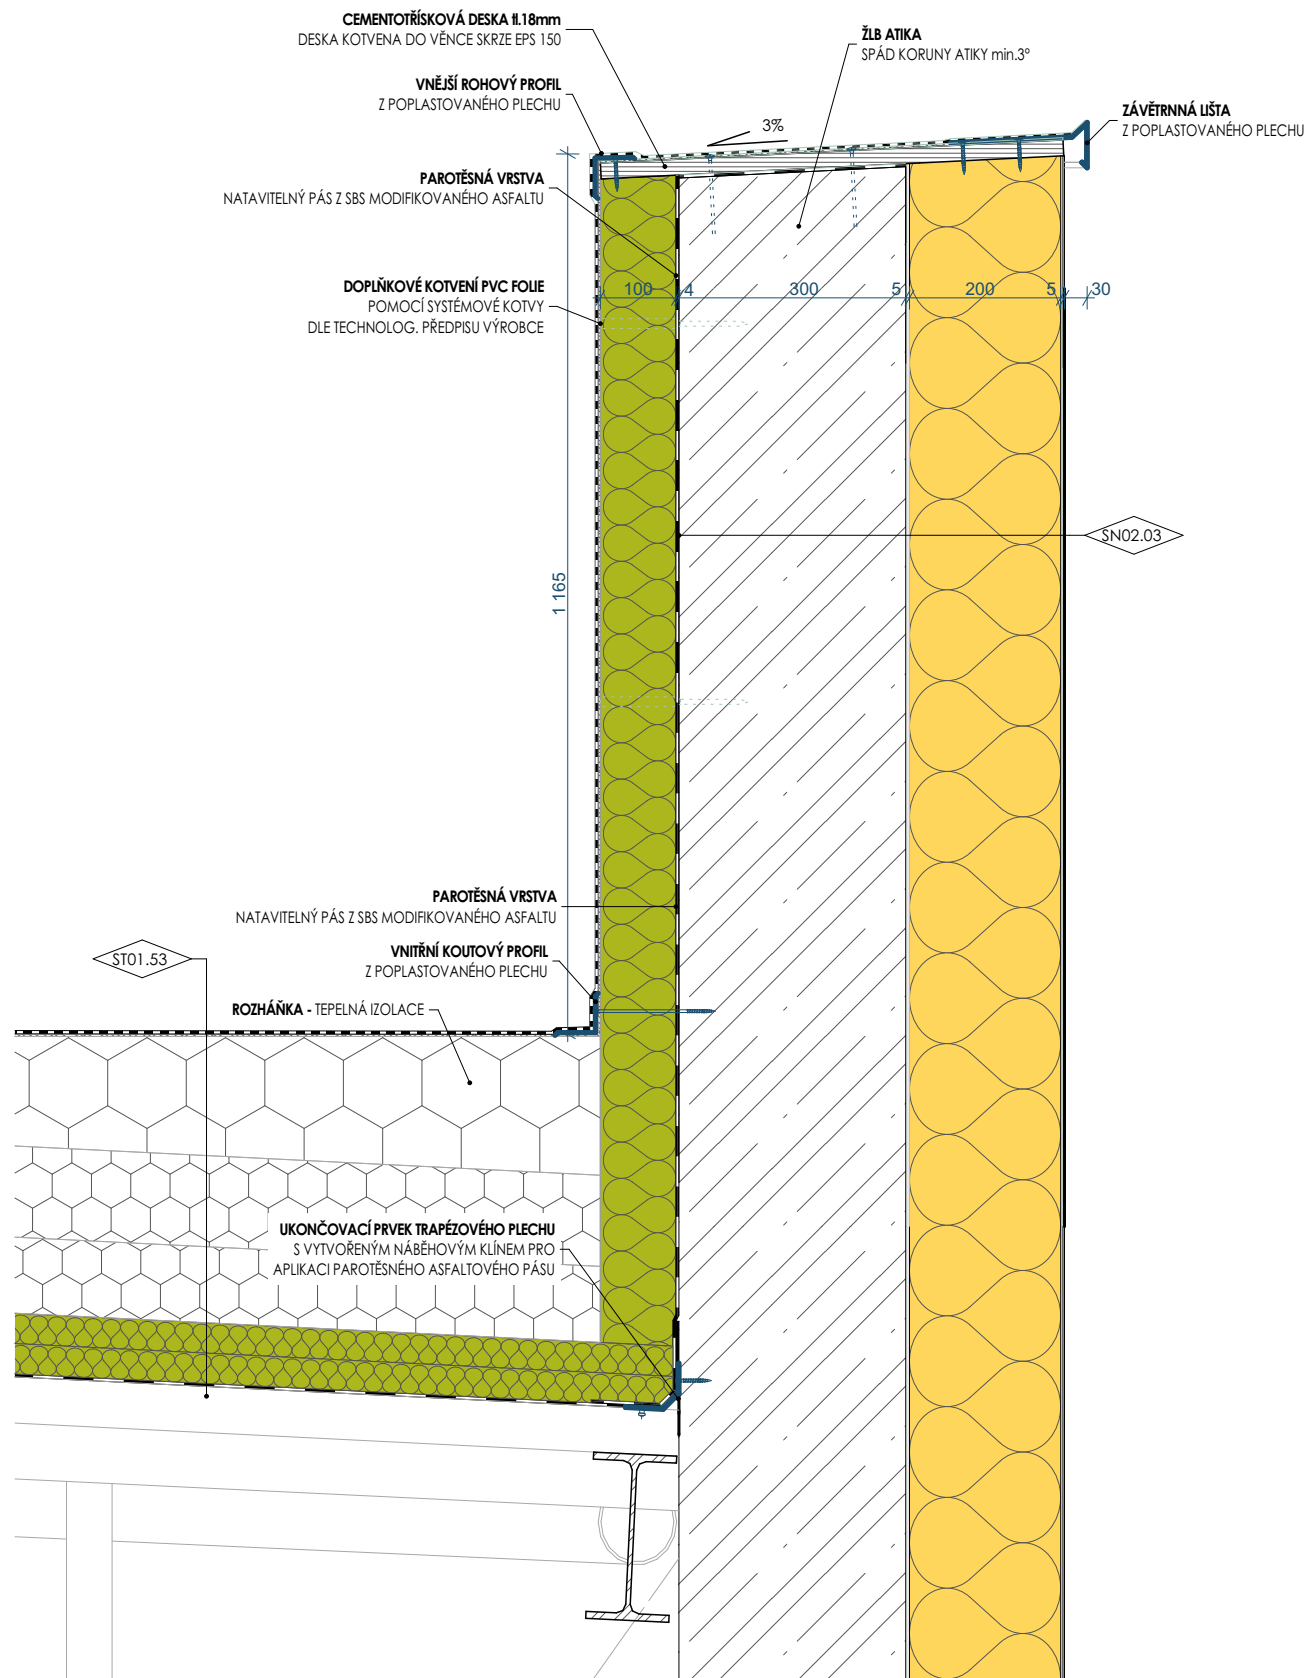 CEMENTOTŘÍSKOVÁ DESKA tl.18mm
DESKA KOTVENA DO VĚNCE SKRZE EPS 150
ŽLB ATIKA
SPÁD KORUNY ATIKY min.3°
VNĚJŠÍ ROHOVÝ PROFIL
Z POPLASTOVANÉHO PLECHU
ZÁVĚTRNNÁ LIŠTA
Z POPLASTOVANÉHO PLECHU
3%
PAROTĚSNÁ VRSTVA
NATAVITELNÝ PÁS Z SBS MODIFIKOVANÉHO ASFALTU
DOPLŇKOVÉ KOTVENÍ PVC FOLIE
POMOCÍ SYSTÉMOVÉ KOTVY
DLE TECHNOLOG. PŘEDPISU VÝROBCE
100 4 300 5 200 5 30
SN02.03
1 165
PAROTĚSNÁ VRSTVA
NATAVITELNÝ PÁS Z SBS MODIFIKOVANÉHO ASFALTU
VNITŘNÍ KOUTOVÝ PROFIL
Z POPLASTOVANÉHO PLECHU
ST01.53
ROZHÁŇKA - TEPELNÁ IZOLACE
UKONČOVACÍ PRVEK TRAPÉZOVÉHO PLECHU
S VYTVOŘENÝM NÁBĚHOVÝM KLÍNEM PRO
APLIKACI PAROTĚSNÉHO ASFALTOVÉHO PÁSU